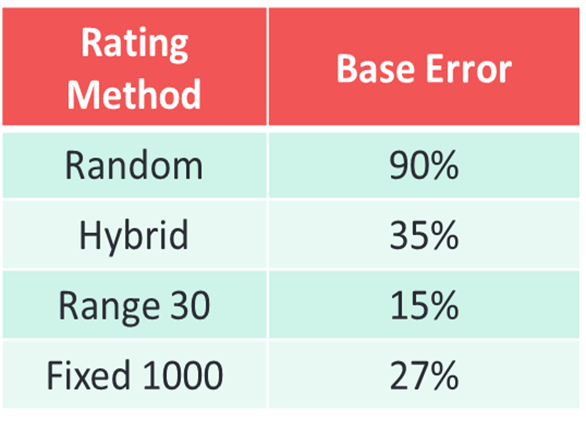 Rating Method Base Error
Random 90%
Hybrid 35%
Range 30 15%
Fixed 1000 27%